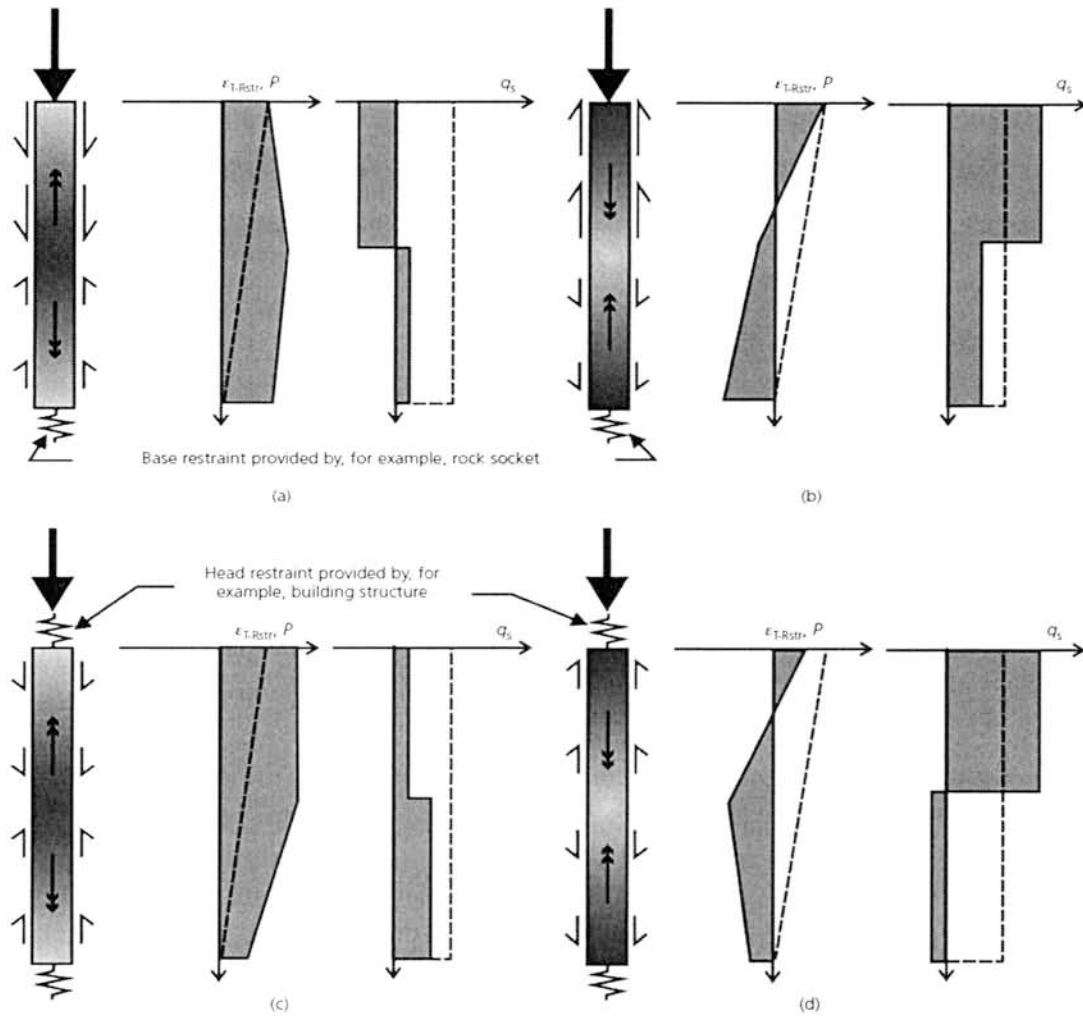 ε_T-Rstr, P
q_s
ε_T-Rstr, P
q_s
Base restraint provided by, for example, rock socket
(a)
(b)
Head restraint provided by, for
example, building structure
ε_T-Rstr, P
q_s
ε_T-Rstr, P
q_s
(c)
(d)